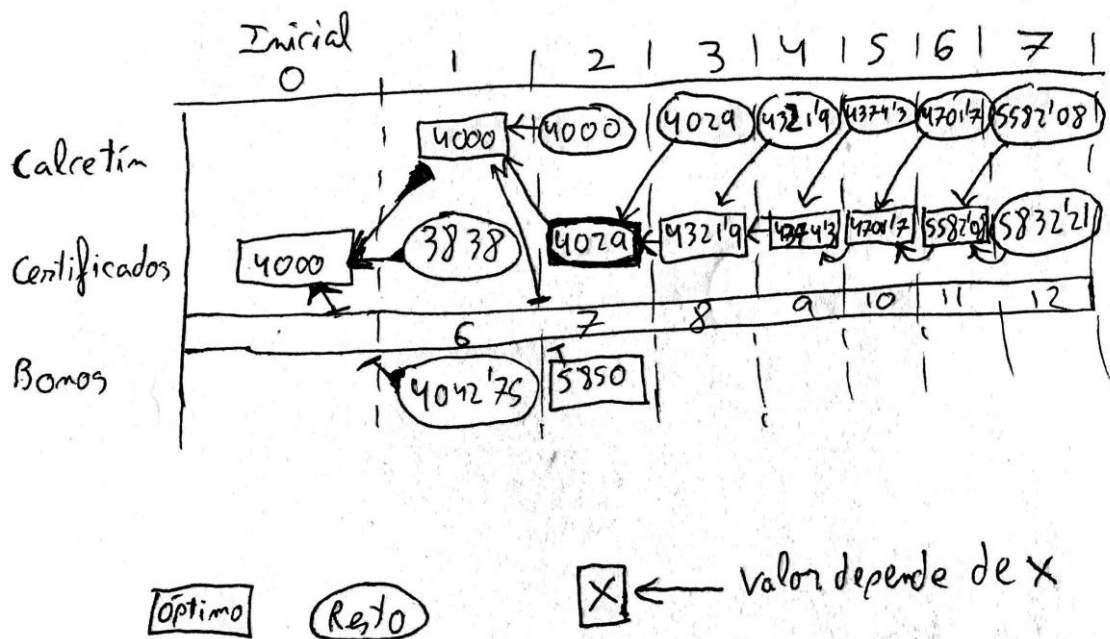 Inicial
0 1 2 3 4 5 6 7
Calcetín 4000 4000 4029 4321'9 4374'3 4701'7 5582'08
Certificados 4000 3838 4029 4321'9 4374'3 4701'7 5582'08 5832'21
6 7 8 9 10 11 12
Bonos 4042'75 5850
Óptimo Resto X valor depende de X